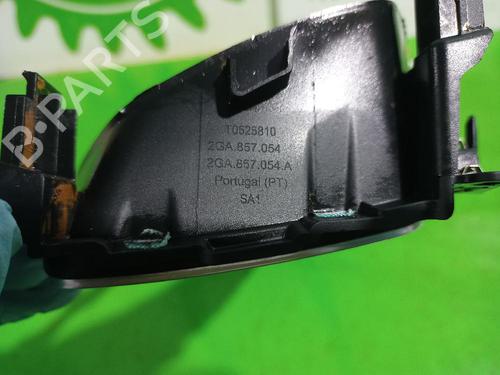 B-PARTS
T0525810
2GA.857.054
2GA.857.054.A
Portugal (PT)
SA1